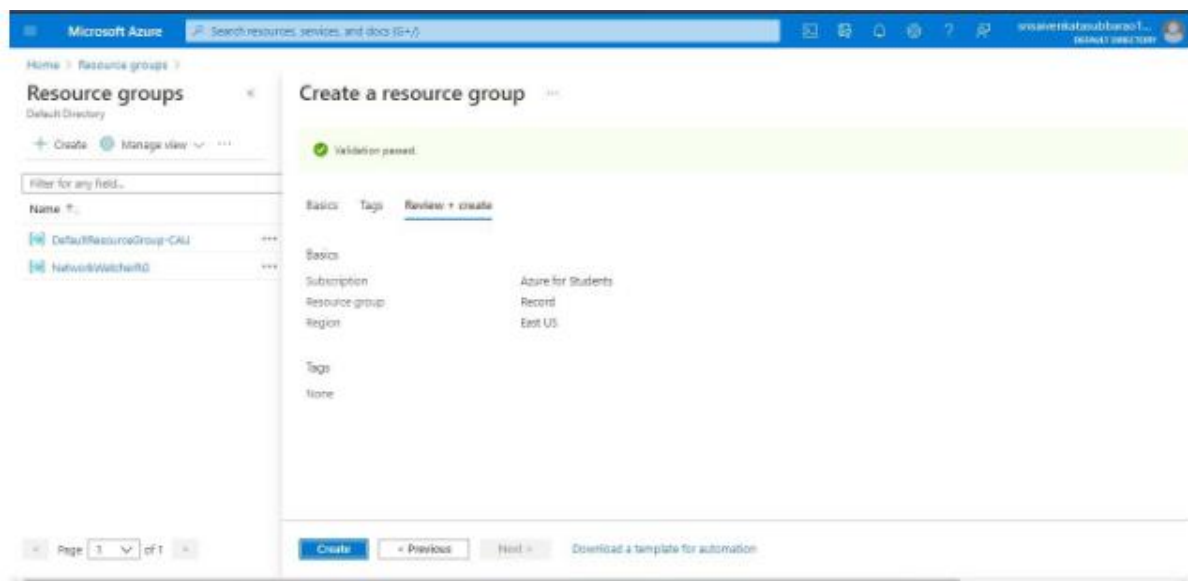 Microsoft Azure
Search resources, services, and docs (G+/)
DEFAULT DIRECTORY
Home > Resource groups >
Resource groups
Default Directory
Create
Manage view
Filter for any field...
Name ↑↓
DefaultResourceGroup-CAU
NetworkWatcherRG
Page 1 of 1
Create a resource group ...
Validation passed.
Basics Tags Review + create
Basics
Subscription Azure for Students
Resource group Record
Region East US
Tags
None
Create < Previous Next > Download a template for automation